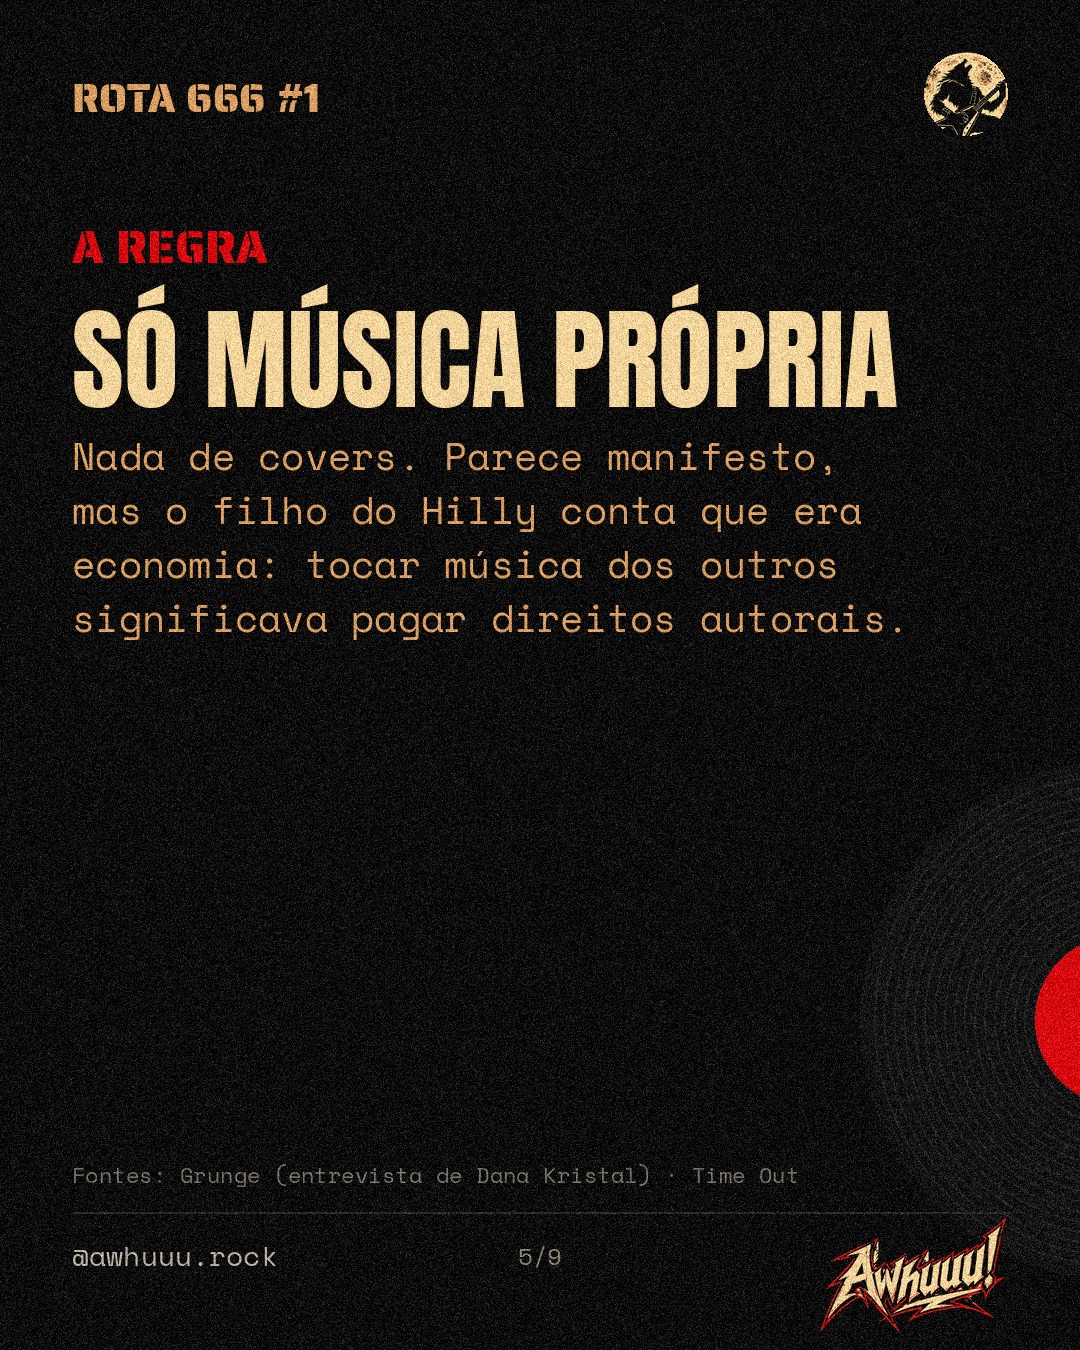 ROTA 666 #1
A REGRA
SÓ MÚSICA PRÓPRIA
Nada de covers. Parece manifesto,
mas o filho do Hilly conta que era
economia: tocar música dos outros
significava pagar direitos autorais.
Fontes: Grunge (entrevista de Dana Kristal) · Time Out
@awhuuu.rock
5/9
Awhuuu!